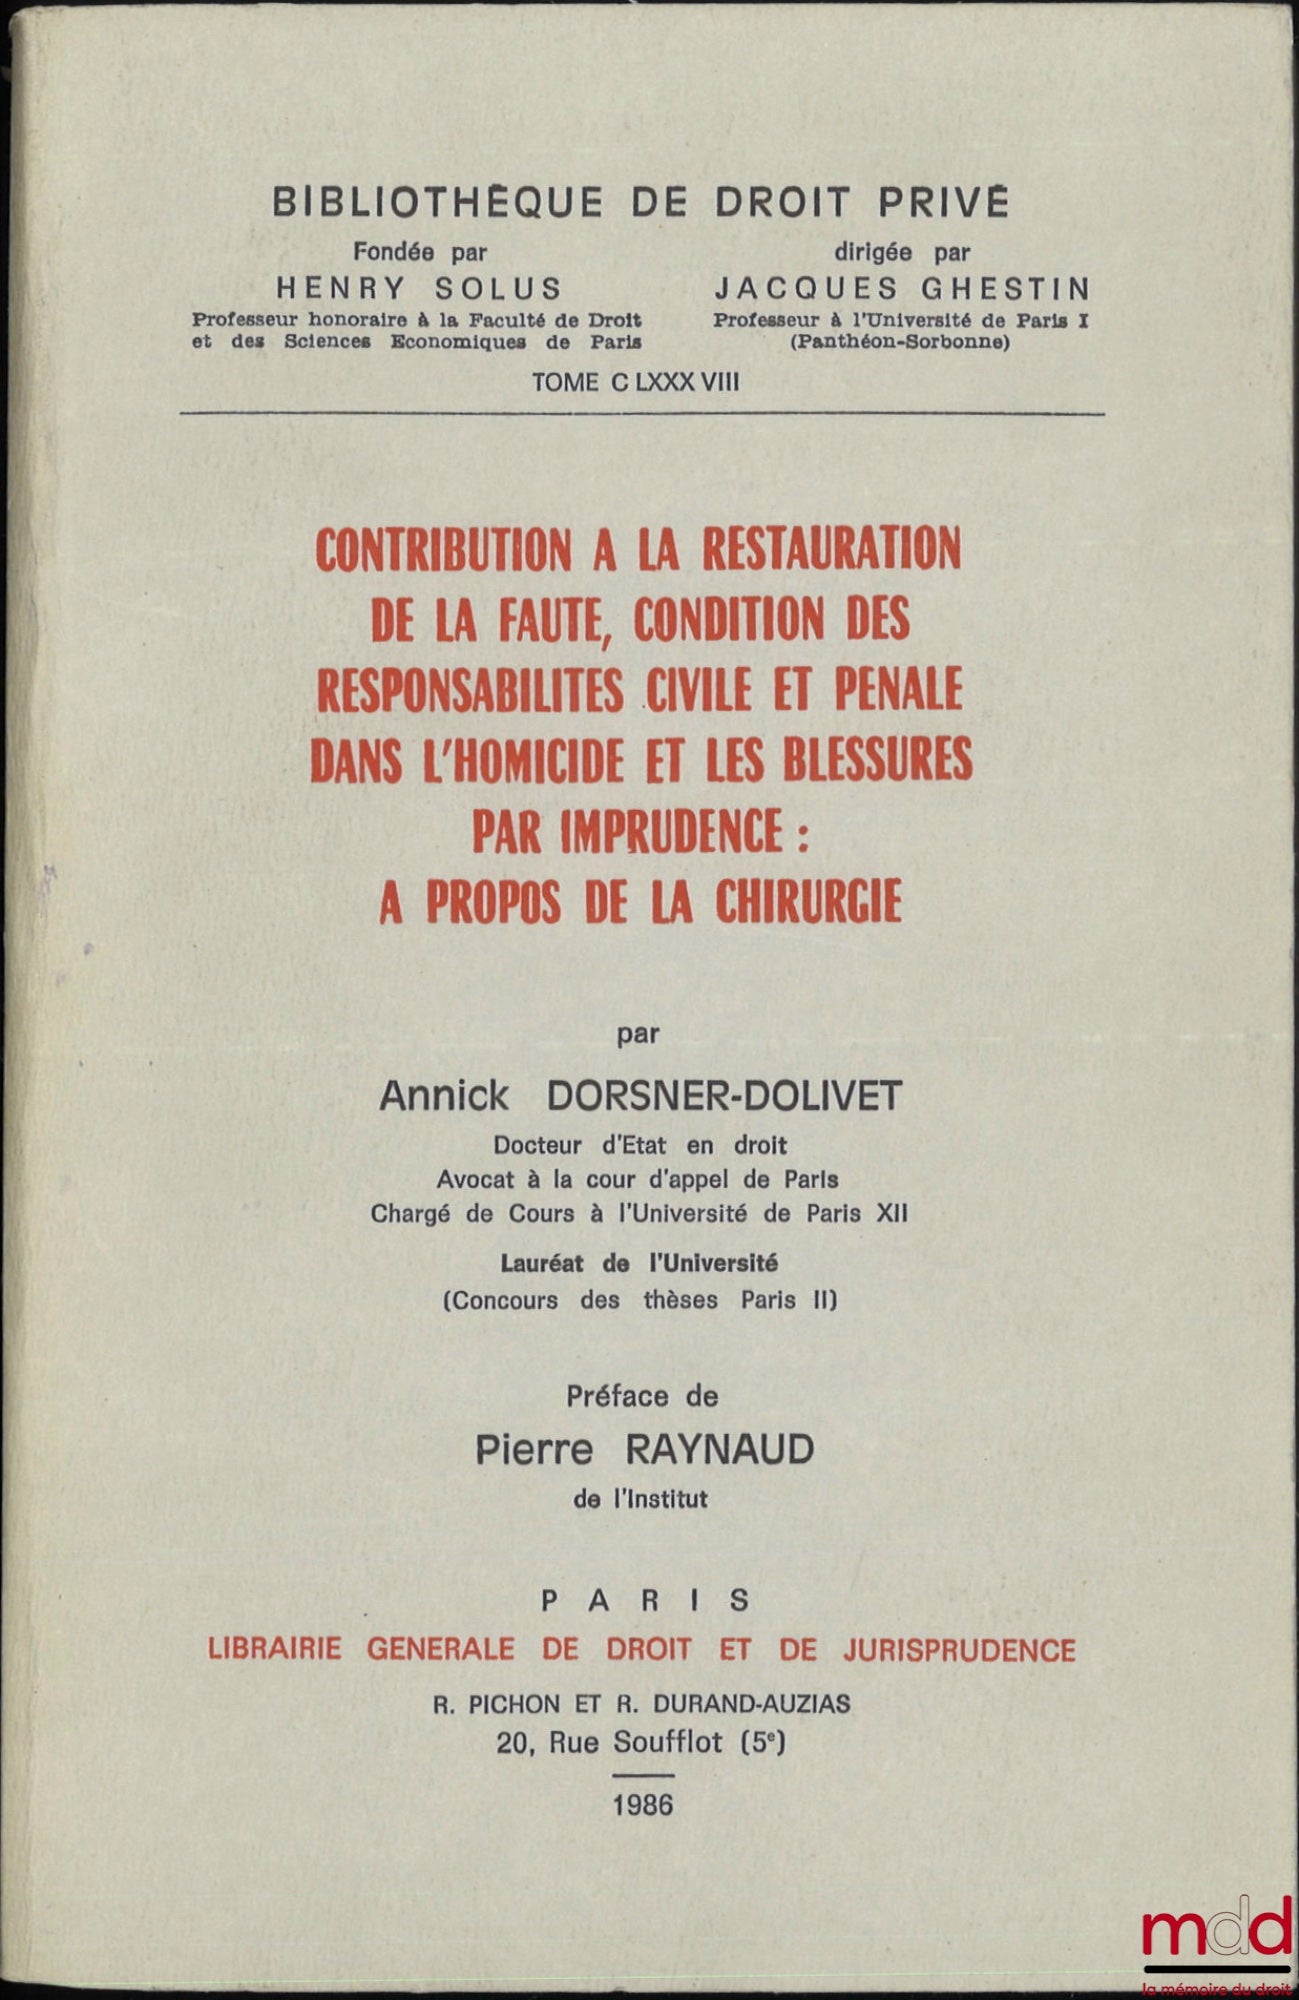 BIBLIOTHÈQUE DE DROIT PRIVÉ
Fondée par
HENRY SOLUS
Professeur honoraire à la Faculté de Droit
et des Sciences Economiques de Paris
dirigée par
JACQUES GHESTIN
Professeur à l'Université de Paris I
(Panthéon-Sorbonne)
TOME CLXXXVIII
CONTRIBUTION A LA RESTAURATION
DE LA FAUTE, CONDITION DES
RESPONSABILITES CIVILE ET PENALE
DANS L'HOMICIDE ET LES BLESSURES
PAR IMPRUDENCE :
A PROPOS DE LA CHIRURGIE
par
Annick DORSNER-DOLIVET
Docteur d'Etat en droit
Avocat à la cour d'appel de Paris
Chargé de Cours à l'Université de Paris XII
Lauréat de l'Université
(Concours des thèses Paris II)
Préface de
Pierre RAYNAUD
de l'Institut
PARIS
LIBRAIRIE GENERALE DE DROIT ET DE JURISPRUDENCE
R. PICHON ET R. DURAND-AUZIAS
20, Rue Soufflot (5e)
1986
mdd
la mémoire du droit